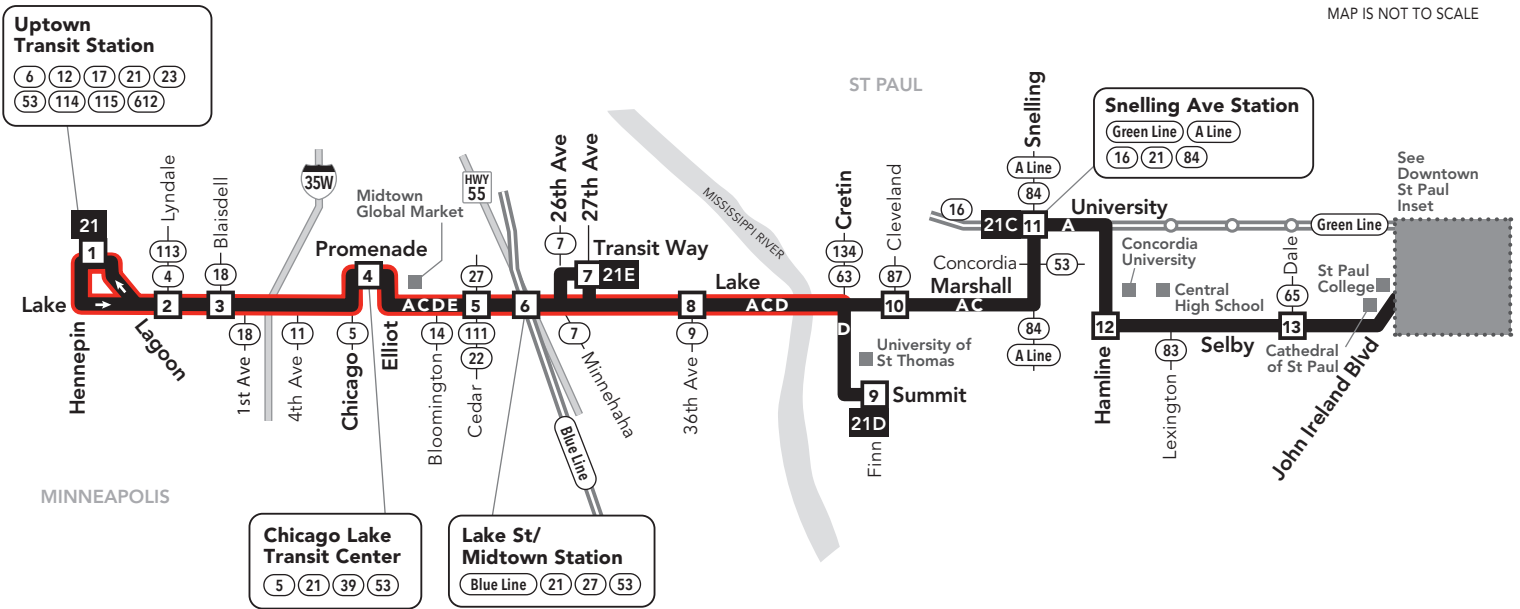 MAP IS NOT TO SCALE
Uptown
Transit Station
6 12 17 21 23
53 114 115 612
ST PAUL
MINNEAPOLIS
MISSISSIPPI RIVER
21
1
Lake
Hennepin
Lagoon
Lyndale
113
4
2
Blaisdell
18
3
18
1st Ave
35W
11
4th Ave
Promenade
4
5
Chicago
Elliot
Midtown
Global Market
ACDE
14
Bloomington
27
5
111
22
Cedar
HWY
55
6
Blue Line
26th Ave
7
27th Ave
Transit Way
7
21E
7
Minnehaha
8
9
36th Ave
Lake
ACD
Cretin
134
63
D
University of
St Thomas
9
Summit
21D
Finn
Cleveland
87
10
Marshall
AC
Concordia
53
Snelling
A Line
84
16
21C
11
A
University
84
A Line
Snelling Ave Station
Green Line A Line
16 21 84
Green Line
Concordia
University
Central
High School
12
Hamline
83
Lexington
Selby
Dale
65
13
St Paul
College
Cathedral
of St Paul
John Ireland Blvd
See
Downtown
St Paul
Inset
Chicago Lake
Transit Center
5 21 39 53
Lake St/
Midtown Station
Blue Line 21 27 53